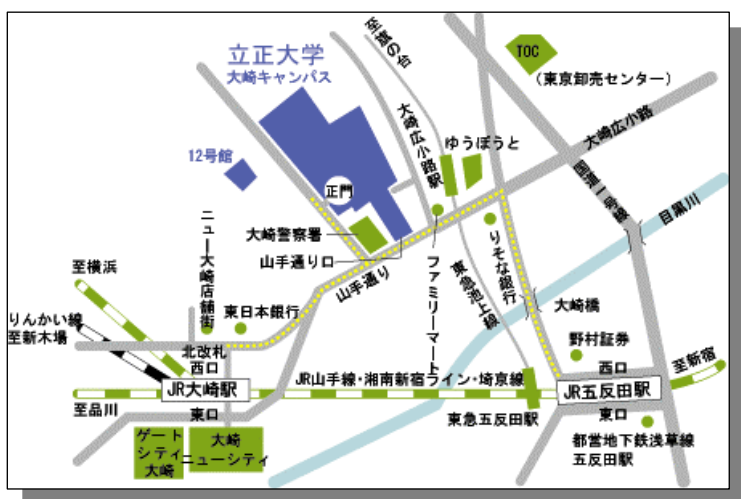 立正大学
大崎キャンパス
至旗の台
TOC
(東京卸売センター)
大崎広小路
大崎広小路駅
ゆうぽうと
12号館
正門
国道一号線
目黒川
ニュー大崎店舗街
大崎警察署
山手通り口
山手通り
ファミリーマート
東急池上線
りそな銀行
大崎橋
至横浜
りんかい線
至新木場
東日本銀行
北改札
西口
JR大崎駅
東口
至品川
JR山手線・湘南新宿ライン・埼京線
野村証券
西口
至新宿
JR五反田駅
東口
東急五反田駅
都営地下鉄浅草線
五反田駅
ゲート
シティ
大崎
大崎
ニューシティ